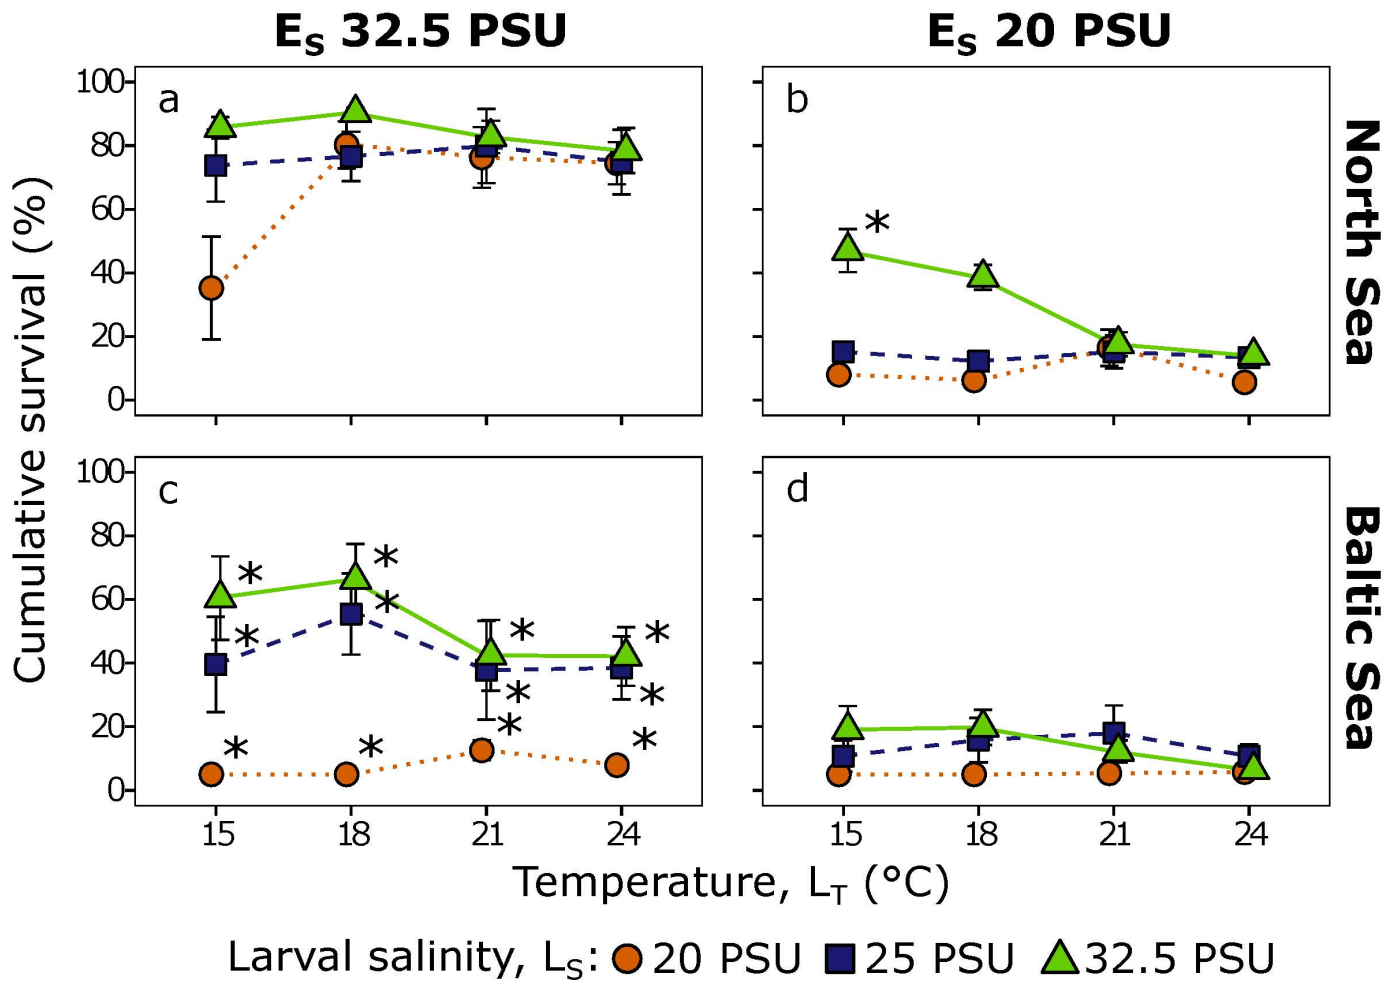 E_S 32.5 PSU
E_S 20 PSU
Cumulative survival (%)
a
100
80
60
40
20
0
b
North Sea
c
100
80
60
40
20
0
* * * * * * * * * * * *
*
d
Baltic Sea
15 18 21 24
15 18 21 24
Temperature, L_T (°C)
Larval salinity, L_S: 20 PSU 25 PSU 32.5 PSU